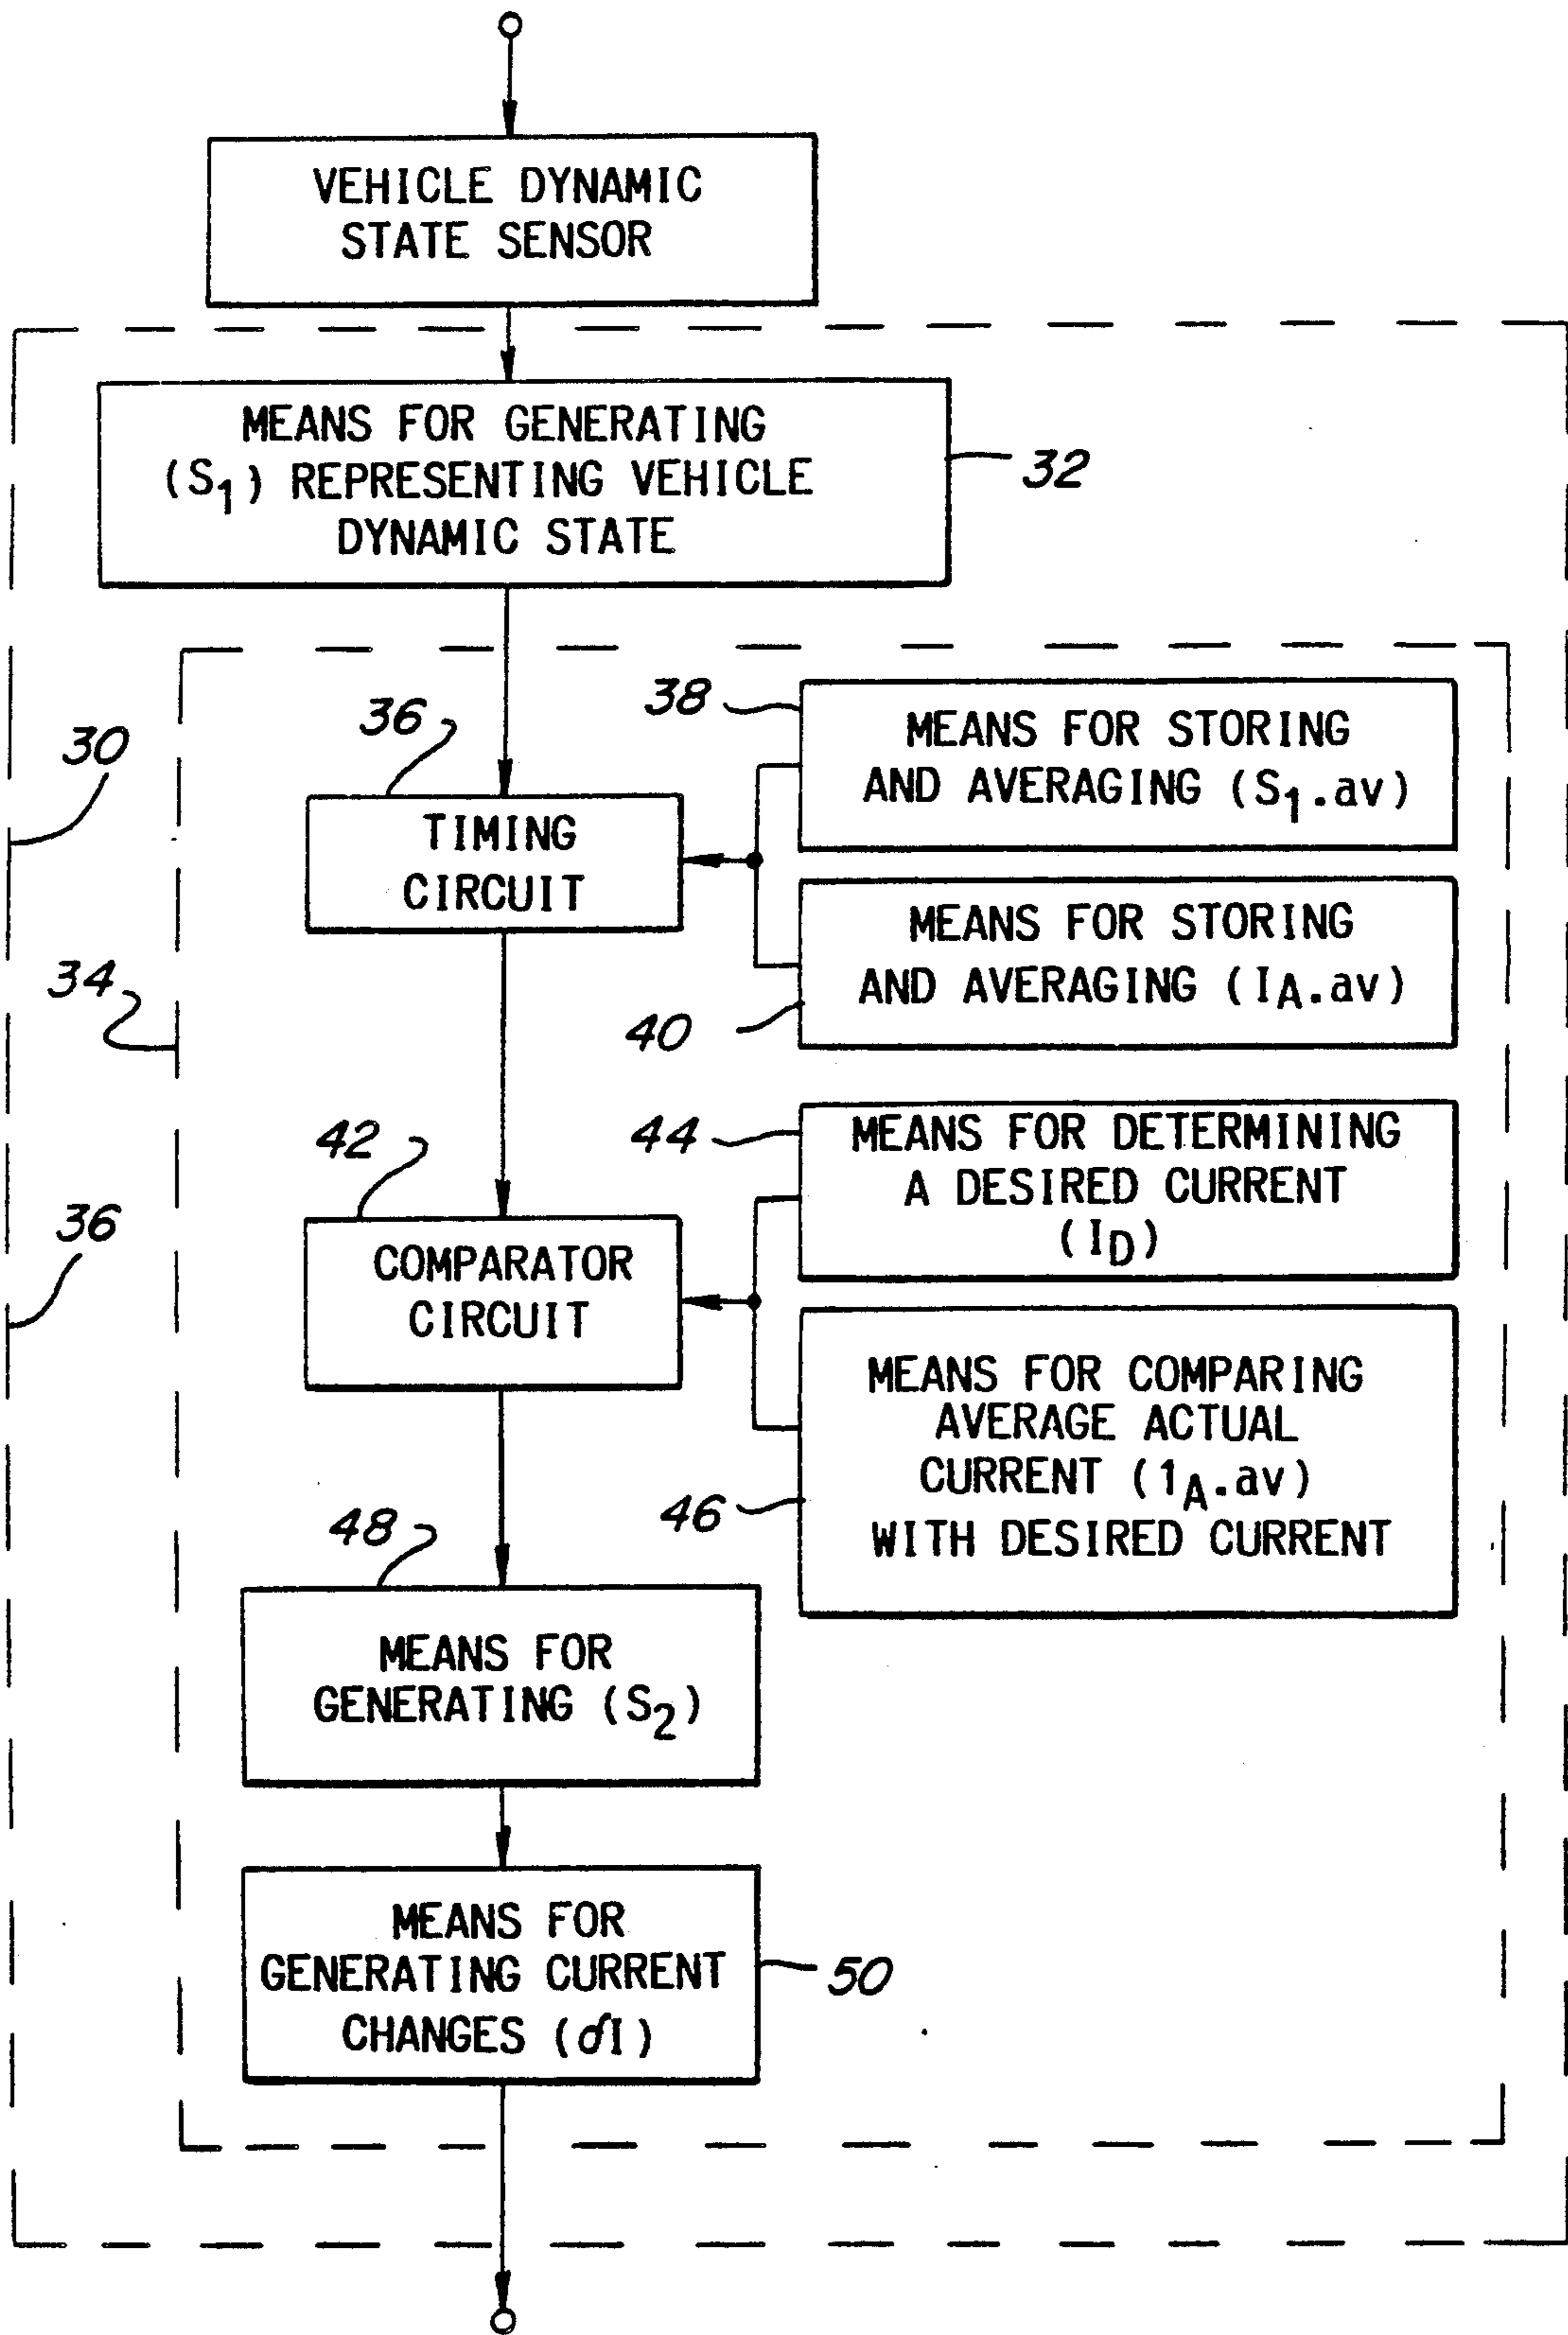 VEHICLE DYNAMIC
STATE SENSOR
MEANS FOR GENERATING
(S₁) REPRESENTING VEHICLE
DYNAMIC STATE
32
36
38
MEANS FOR STORING
AND AVERAGING (S₁.av)
30
TIMING
CIRCUIT
34
MEANS FOR STORING
AND AVERAGING (I_A.av)
40
42
44
MEANS FOR DETERMINING
A DESIRED CURRENT
(I_D)
36
COMPARATOR
CIRCUIT
MEANS FOR COMPARING
AVERAGE ACTUAL
CURRENT (1_A.av)
WITH DESIRED CURRENT
46
48
MEANS FOR
GENERATING (S₂)
MEANS FOR
GENERATING CURRENT
CHANGES (δI)
50